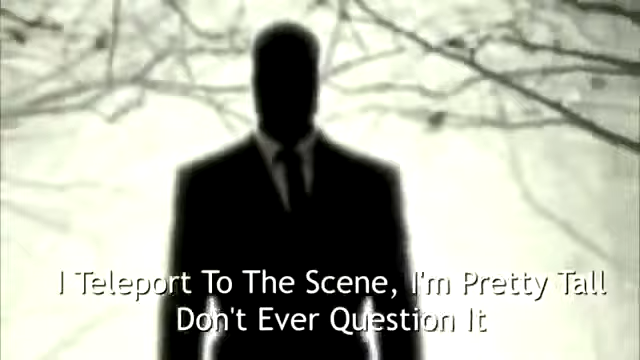 I Teleport To The Scene, I'm Pretty Tall
Don't Ever Question It